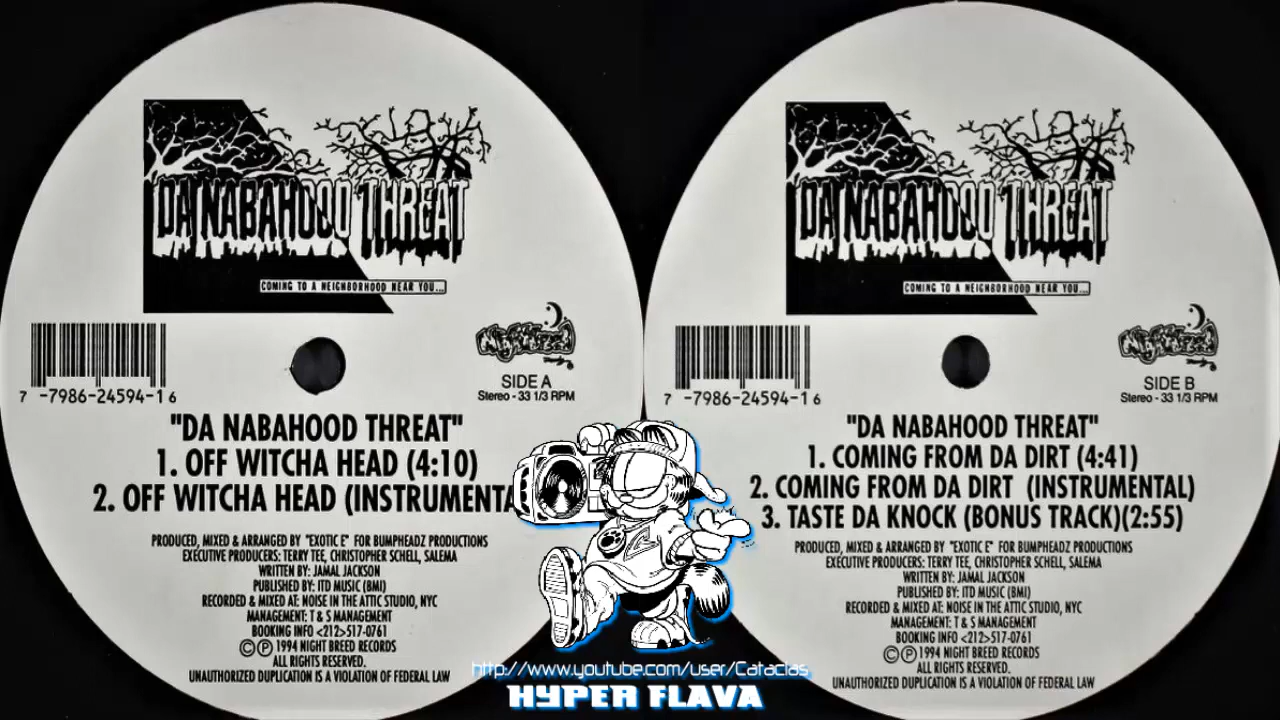 DA NABAHOOD THREAT
COMING TO A NEIGHBORHOOD NEAR YOU...
7 -7986-24594-1 6
SIDE A
Stereo - 33 1/3 RPM
"DA NABAHOOD THREAT"
1. OFF WITCHA HEAD (4:10)
2. OFF WITCHA HEAD (INSTRUMENTA
PRODUCED, MIXED & ARRANGED BY "EXOTIC E" FOR BUMPHEADZ PRODUCTIONS
EXECUTIVE PRODUCERS: TERRY TEE, CHRISTOPHER SCHELL, SALEMA
WRITTEN BY: JAMAL JACKSON
PUBLISHED BY: ITD MUSIC (BMI)
RECORDED & MIXED AT: NOISE IN THE ATTIC STUDIO, NYC
MANAGEMENT: T & S MANAGEMENT
BOOKING INFO <212>517-0761
©℗ 1994 NIGHT BREED RECORDS
ALL RIGHTS RESERVED.
UNAUTHORIZED DUPLICATION IS A VIOLATION OF FEDERAL LAW
DA NABAHOOD THREAT
COMING TO A NEIGHBORHOOD NEAR YOU...
7 -7986-24594-1 6
SIDE B
Stereo - 33 1/3 RPM
"DA NABAHOOD THREAT"
1. COMING FROM DA DIRT (4:41)
2. COMING FROM DA DIRT (INSTRUMENTAL)
3. TASTE DA KNOCK (BONUS TRACK)(2:55)
PRODUCED, MIXED & ARRANGED BY "EXOTIC E" FOR BUMPHEADZ PRODUCTIONS
EXECUTIVE PRODUCERS: TERRY TEE, CHRISTOPHER SCHELL, SALEMA
WRITTEN BY: JAMAL JACKSON
PUBLISHED BY: ITD MUSIC (BMI)
RECORDED & MIXED AT: NOISE IN THE ATTIC STUDIO, NYC
MANAGEMENT: T & S MANAGEMENT
BOOKING INFO <212>517-0761
©℗ 1994 NIGHT BREED RECORDS
ALL RIGHTS RESERVED.
UNAUTHORIZED DUPLICATION IS A VIOLATION OF FEDERAL LAW
http://www.youtube.com/user/Cataclas
HYPER FLAVA